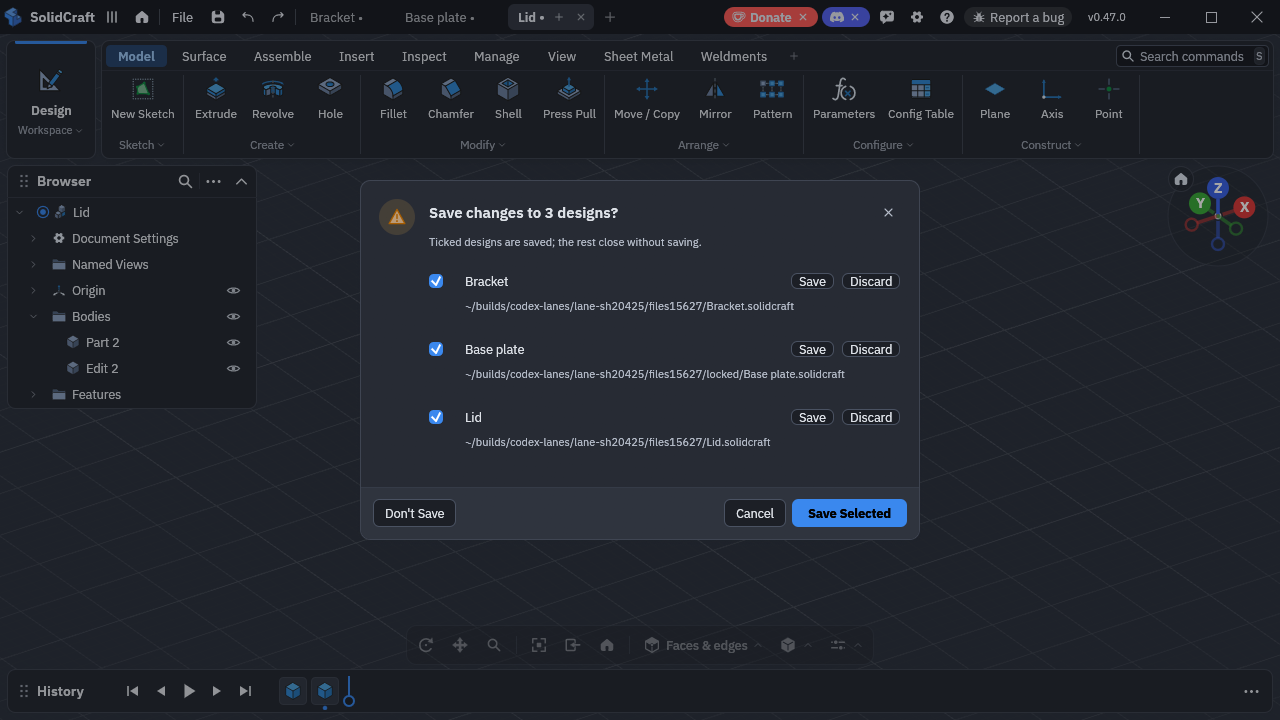 SolidCraft
File
Bracket •
Base plate •
Lid •
Donate
Report a bug
v0.47.0
Model
Surface
Assemble
Insert
Inspect
Manage
View
Sheet Metal
Weldments
Search commands
S
Design
Workspace
New Sketch
Extrude
Revolve
Hole
Fillet
Chamfer
Shell
Press Pull
Move / Copy
Mirror
Pattern
Parameters
Config Table
Plane
Axis
Point
Sketch
Create
Modify
Arrange
Configure
Construct
Browser
Lid
Document Settings
Named Views
Origin
Bodies
Part 2
Edit 2
Features
Z
Y
X
Save changes to 3 designs?
Ticked designs are saved; the rest close without saving.
Bracket
Save
Discard
~/builds/codex-lanes/lane-sh20425/files15627/Bracket.solidcraft
Base plate
Save
Discard
~/builds/codex-lanes/lane-sh20425/files15627/locked/Base plate.solidcraft
Lid
Save
Discard
~/builds/codex-lanes/lane-sh20425/files15627/Lid.solidcraft
Don't Save
Cancel
Save Selected
Faces & edges
History